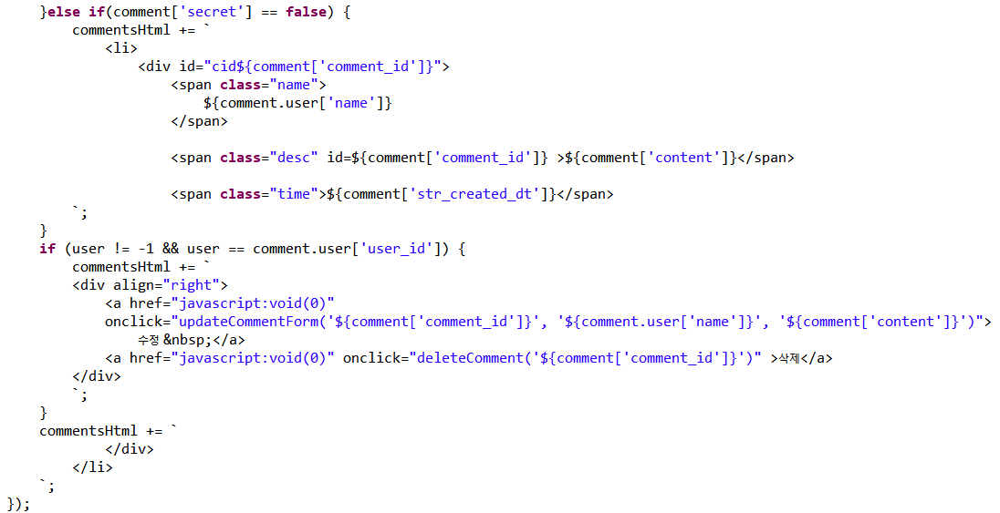 }else if(comment['secret'] == false) {
commentsHtml += `
<li>
<div id="cid${comment['comment_id']}">
<span class="name">
${comment.user['name']}
</span>
<span class="desc" id=${comment['comment_id']} >${comment['content']}</span>
<span class="time">${comment['str_created_dt']}</span>
`;
}
if (user != -1 && user == comment.user['user_id']) {
commentsHtml += `
<div align="right">
<a href="javascript:void(0)"
onclick="updateCommentForm('${comment['comment_id']}', '${comment.user['name']}', '${comment['content']}')">
수정 &nbsp;</a>
<a href="javascript:void(0)" onclick="deleteComment('${comment['comment_id']}')" >삭제</a>
</div>
`;
}
commentsHtml += `
</div>
</li>
`;
});